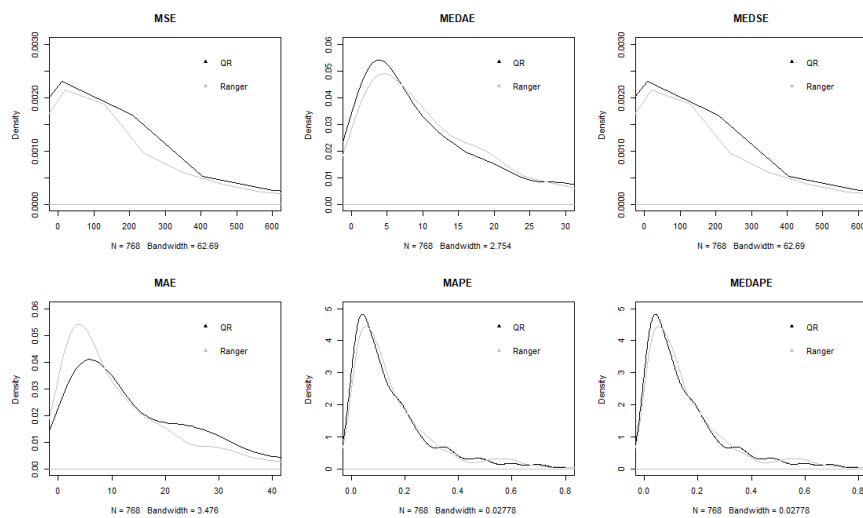 MSE
0.0030
0.0020
0.0010
0.0000
Density
QR
Ranger
0 100 200 300 400 500 600
N = 768 Bandwidth = 62.69
MEDAE
0.06
0.05
0.04
0.03
0.02
0.01
0.00
Density
QR
Ranger
0 5 10 15 20 25 30
N = 768 Bandwidth = 2.754
MEDSE
0.0030
0.0020
0.0010
0.0000
Density
QR
Ranger
0 100 200 300 400 500 600
N = 768 Bandwidth = 62.69
MAE
0.06
0.05
0.04
0.03
0.02
0.01
0.00
Density
QR
Ranger
0 10 20 30 40
N = 768 Bandwidth = 3.476
MAPE
5
4
3
2
1
0
Density
QR
Ranger
0.0 0.2 0.4 0.6 0.8
N = 768 Bandwidth = 0.02778
MEDAPE
5
4
3
2
1
0
Density
QR
Ranger
0.0 0.2 0.4 0.6 0.8
N = 768 Bandwidth = 0.02778